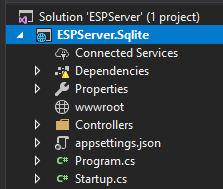 Solution 'ESPServer' (1 project)
ESPServer.Sqlite
Connected Services
Dependencies
Properties
wwwroot
Controllers
appsettings.json
C# Program.cs
C# Startup.cs